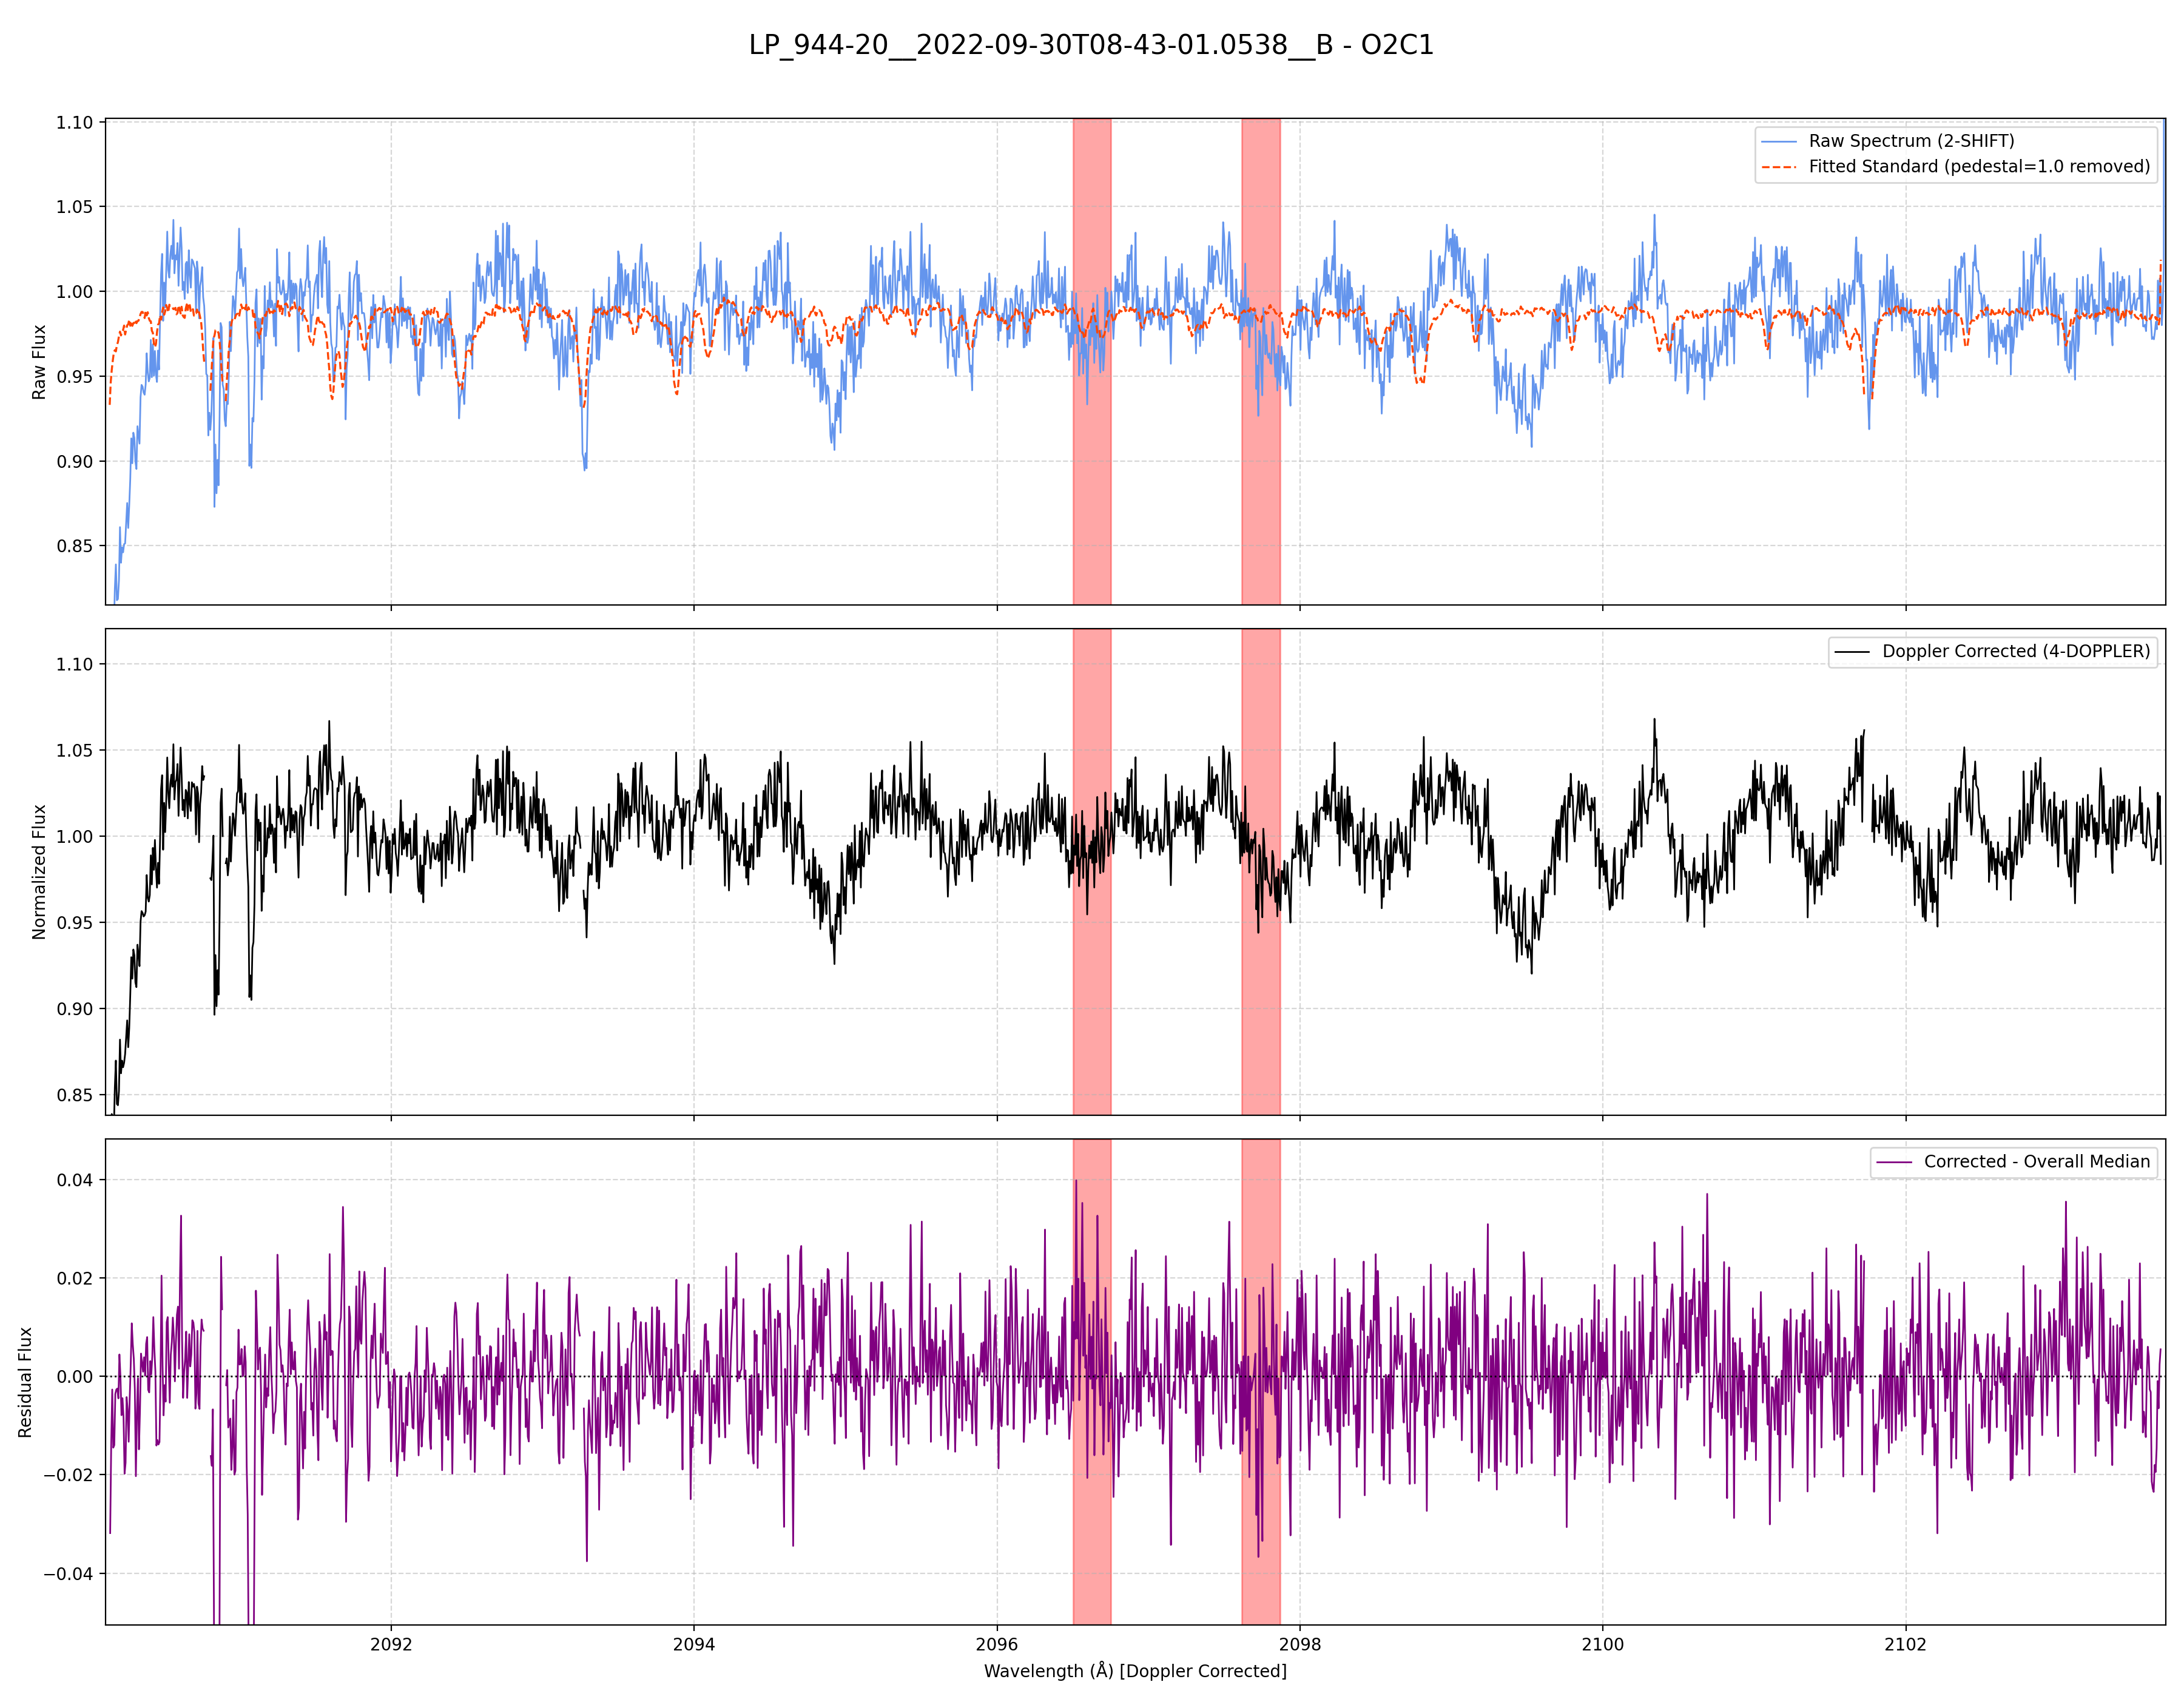 LP_944-20__2022-09-30T08-43-01.0538__B - O2C1
1.10
1.05
1.00
0.95
0.90
0.85
Raw Flux
Raw Spectrum (2-SHIFT)
Fitted Standard (pedestal=1.0 removed)
1.10
1.05
1.00
0.95
0.90
0.85
Normalized Flux
Doppler Corrected (4-DOPPLER)
0.04
0.02
0.00
−0.02
−0.04
Residual Flux
Corrected - Overall Median
2092
2094
2096
2098
2100
2102
Wavelength (Å) [Doppler Corrected]